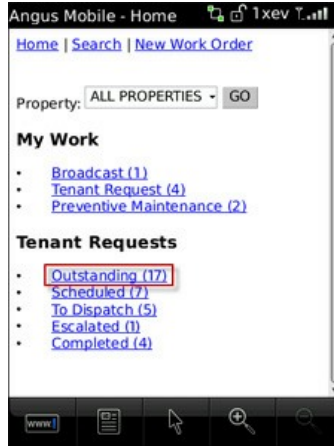 Angus Mobile - Home 1xev
Home | Search | New Work Order
Property: ALL PROPERTIES GO
My Work
• Broadcast (1)
• Tenant Request (4)
• Preventive Maintenance (2)
Tenant Requests
• Outstanding (17)
• Scheduled (7)
• To Dispatch (5)
• Escalated (1)
• Completed (4)
www